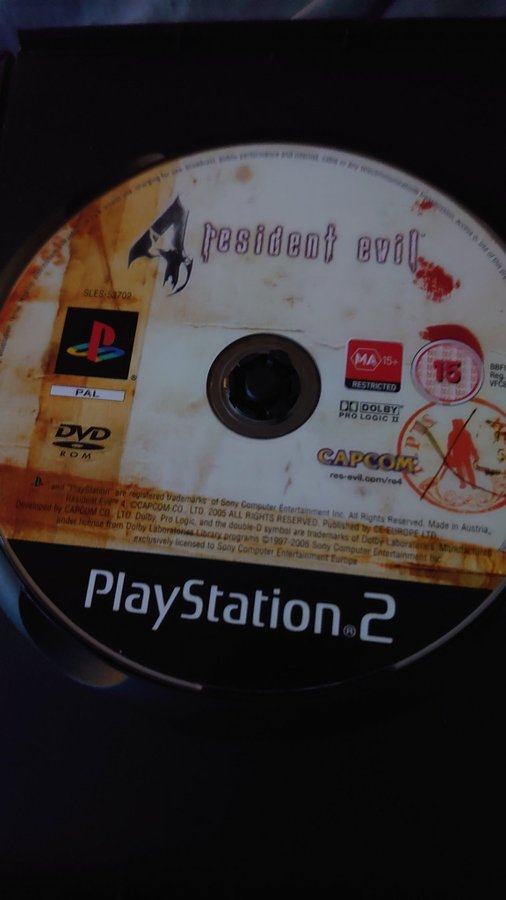 4 resident evil
SLES-53702
PAL
DVD
ROM
MA 15+
RESTRICTED
15
DOLBY
PRO LOGIC II
CAPCOM
res-evil.com/re4
and "PlayStation" are registered trademarks of Sony Computer Entertainment Inc. All Rights Reserved. Made in Austria,
Resident Evil 4. ©CAPCOM CO., LTD. 2005 ALL RIGHTS RESERVED. Published by CE EUROPE LTD.
Developed by CAPCOM CO., LTD. Dolby, Pro Logic, and the double-D symbol are trademarks of Dolby Laboratories. Manufactured
under license from Dolby Laboratories Library programs ©1997-2005 Sony Computer Entertainment Inc.
exclusively licensed to Sony Computer Entertainment Europe
PlayStation®2